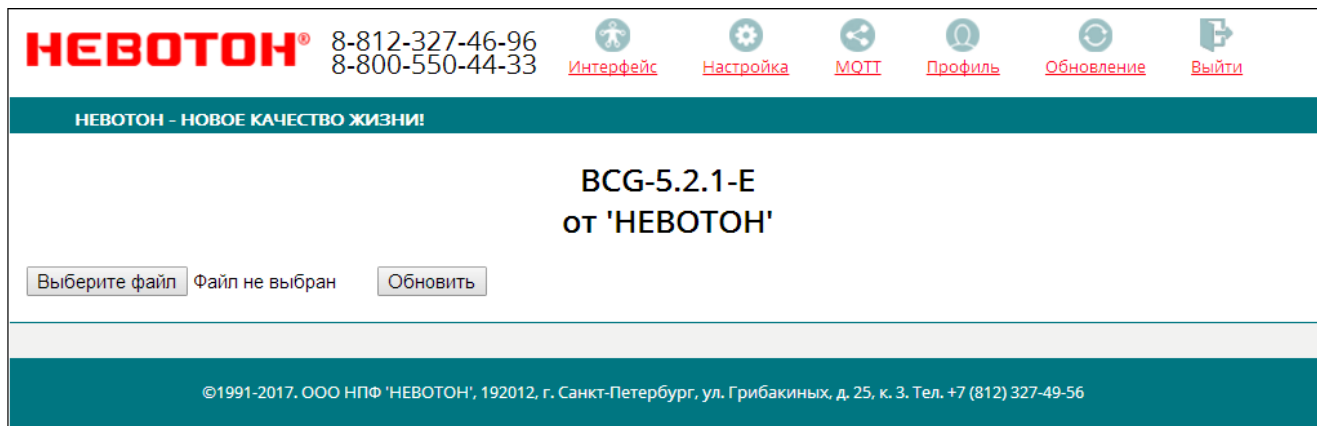 НЕВОТОН®
8-812-327-46-96
8-800-550-44-33
Интерфейс
Настройка
MQTT
Профиль
Обновление
Выйти
НЕВОТОН - НОВОЕ КАЧЕСТВО ЖИЗНИ!
BCG-5.2.1-E
от 'НЕВОТОН'
Выберите файл Файл не выбран Обновить
©1991-2017. ООО НПФ 'НЕВОТОН', 192012, г. Санкт-Петербург, ул. Грибакиных, д. 25, к. 3. Тел. +7 (812) 327-49-56